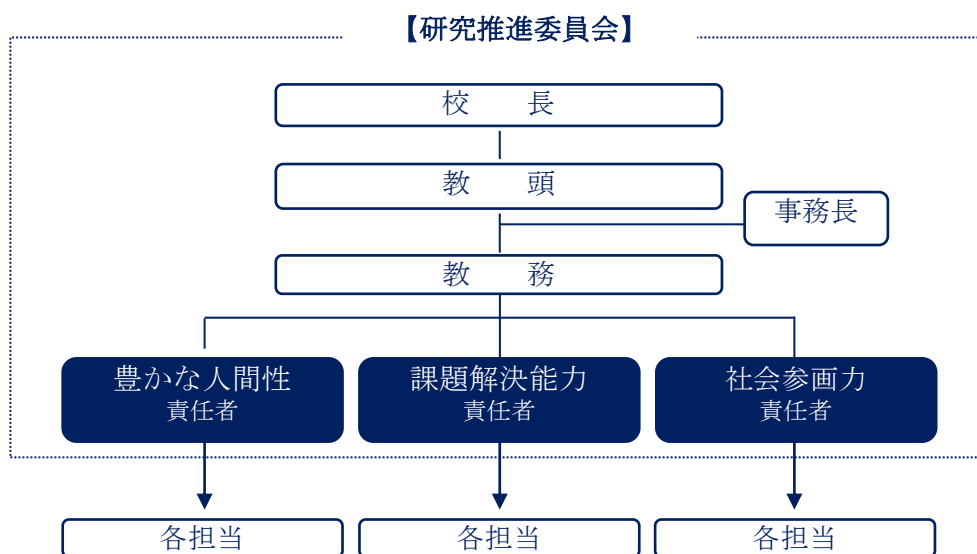 【研究推進委員会】
校　　長
教　　頭
事務長
教　　務
豊かな人間性
責任者
課題解決能力
責任者
社会参画力
責任者
各担当
各担当
各担当